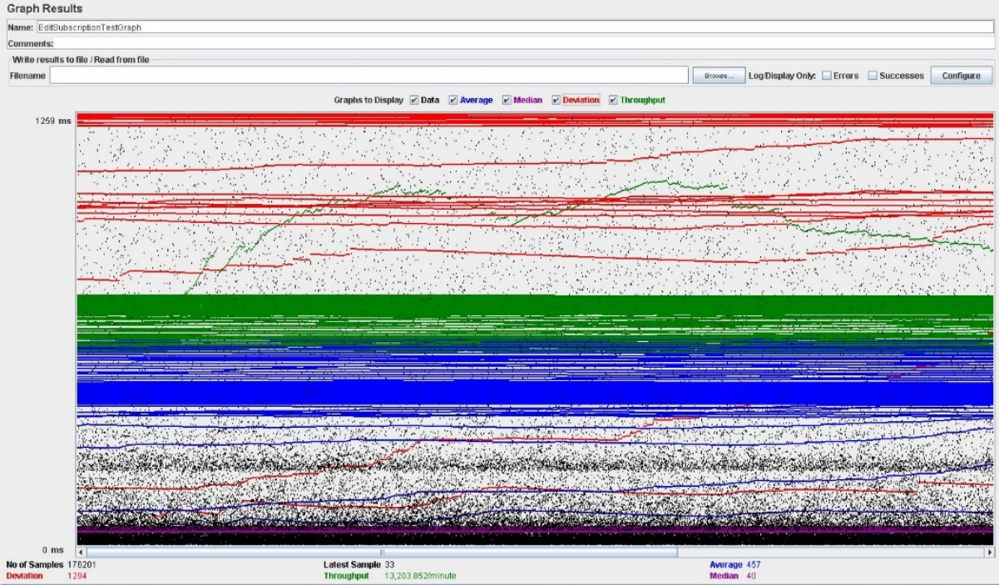 Graph Results
Name: EditSubscriptionTestGraph
Comments:
Write results to file / Read from file
Filename Browse... Log/Display Only: Errors Successes Configure
Graphs to Display Data Average Median Deviation Throughput
1259 ms
0 ms
No of Samples 176201 Latest Sample 33 Average 457
Deviation 1294 Throughput 13,203.852/minute Median 40